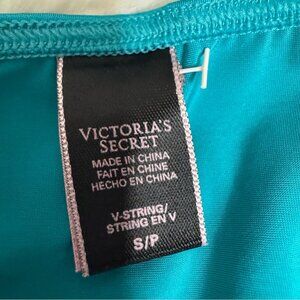 VICTORIA'S
SECRET
MADE IN CHINA
FAIT EN CHINE
HECHO EN CHINA
V-STRING/
STRING EN V
S/P